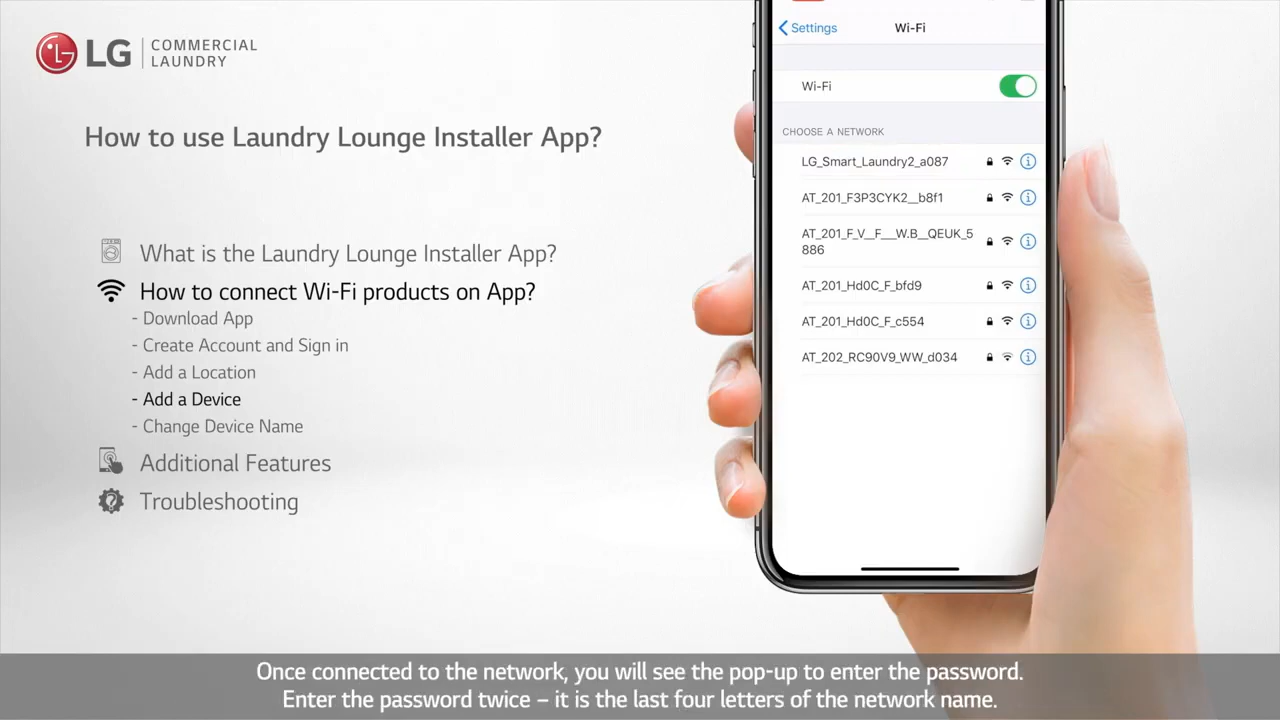 LG COMMERCIAL
LAUNDRY
How to use Laundry Lounge Installer App?
What is the Laundry Lounge Installer App?
How to connect Wi-Fi products on App?
- Download App
- Create Account and Sign in
- Add a Location
- Add a Device
- Change Device Name
Additional Features
Troubleshooting
Settings
Wi-Fi
Wi-Fi
CHOOSE A NETWORK
LG_Smart_Laundry2_a087
AT_201_F3P3CYK2__b8f1
AT_201_F_V__F___W.B__QEUK_5
886
AT_201_Hd0C_F_bfd9
AT_201_Hd0C_F_c554
AT_202_RC90V9_WW_d034
Once connected to the network, you will see the pop-up to enter the password.
Enter the password twice – it is the last four letters of the network name.